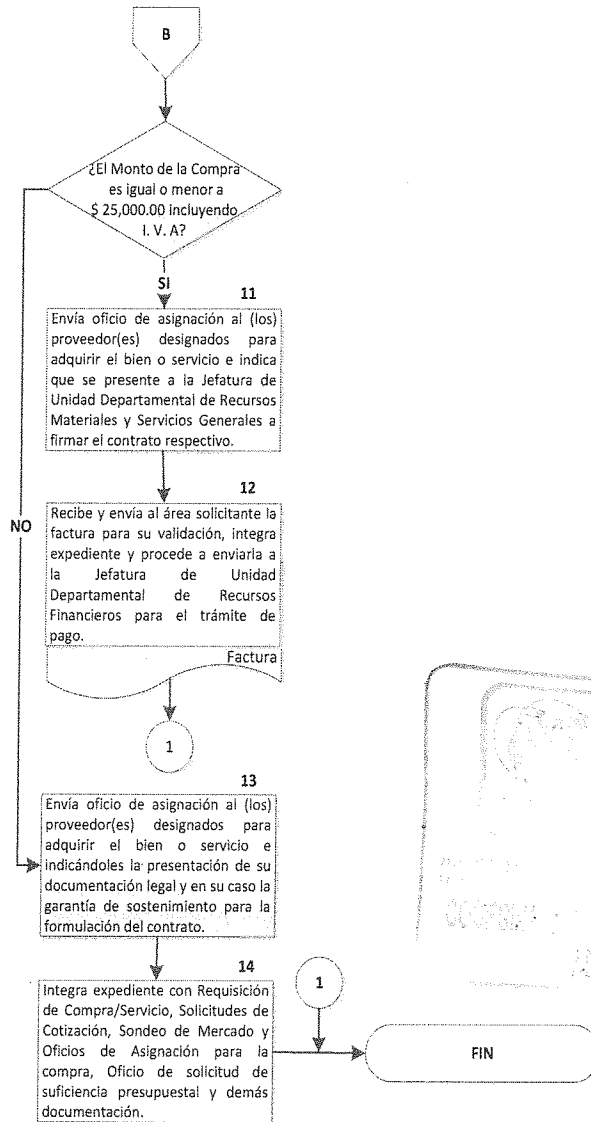 B
¿El Monto de la Compra
es igual o menor a
$ 25,000.00 incluyendo
I. V. A?
SI
11
Envía oficio de asignación al (los)
proveedor(es) designados para
adquirir el bien o servicio e indica
que se presente a la Jefatura de
Unidad Departamental de Recursos
Materiales y Servicios Generales a
firmar el contrato respectivo.
12
Recibe y envía al área solicitante la
factura para su validación, integra
expediente y procede a enviarla a
la Jefatura de Unidad
Departamental de Recursos
Financieros para el trámite de
pago.
Factura
NO
1
13
Envía oficio de asignación al (los)
proveedor(es) designados para
adquirir el bien o servicio e
indicándoles la presentación de su
documentación legal y en su caso la
garantía de sostenimiento para la
formulación del contrato.
14
Integra expediente con Requisición
de Compra/Servicio, Solicitudes de
Cotización, Sondeo de Mercado y
Oficios de Asignación para la
compra, Oficio de solicitud de
suficiencia presupuestal y demás
documentación.
1
FIN